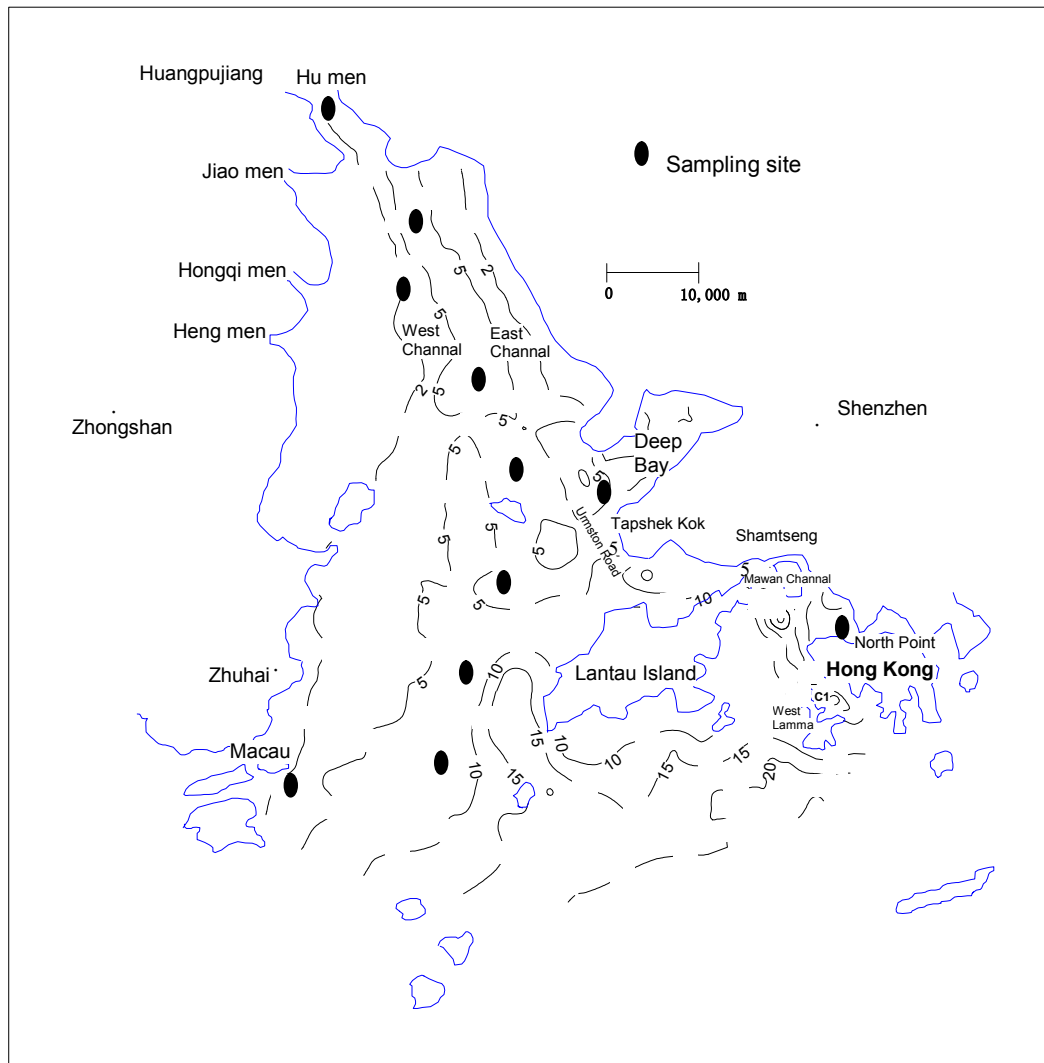 Huangpujiang
Hu men
Jiao men
Sampling site
Hongqi men
0
10,000 m
5
2
5
Heng men
West
Channal
East
Channal
2
5
5
Zhongshan
Shenzhen
5
Deep
Bay
5
5
Urmston Road
Tapshek Kok
5
5
5
Shamtseng
5
Mawan Channal
5
5
10
North Point
Zhuhai
5
10
Lantau Island
Hong Kong
C1
West
Lamma
Macau
15
10
10
15
10
15
15
20